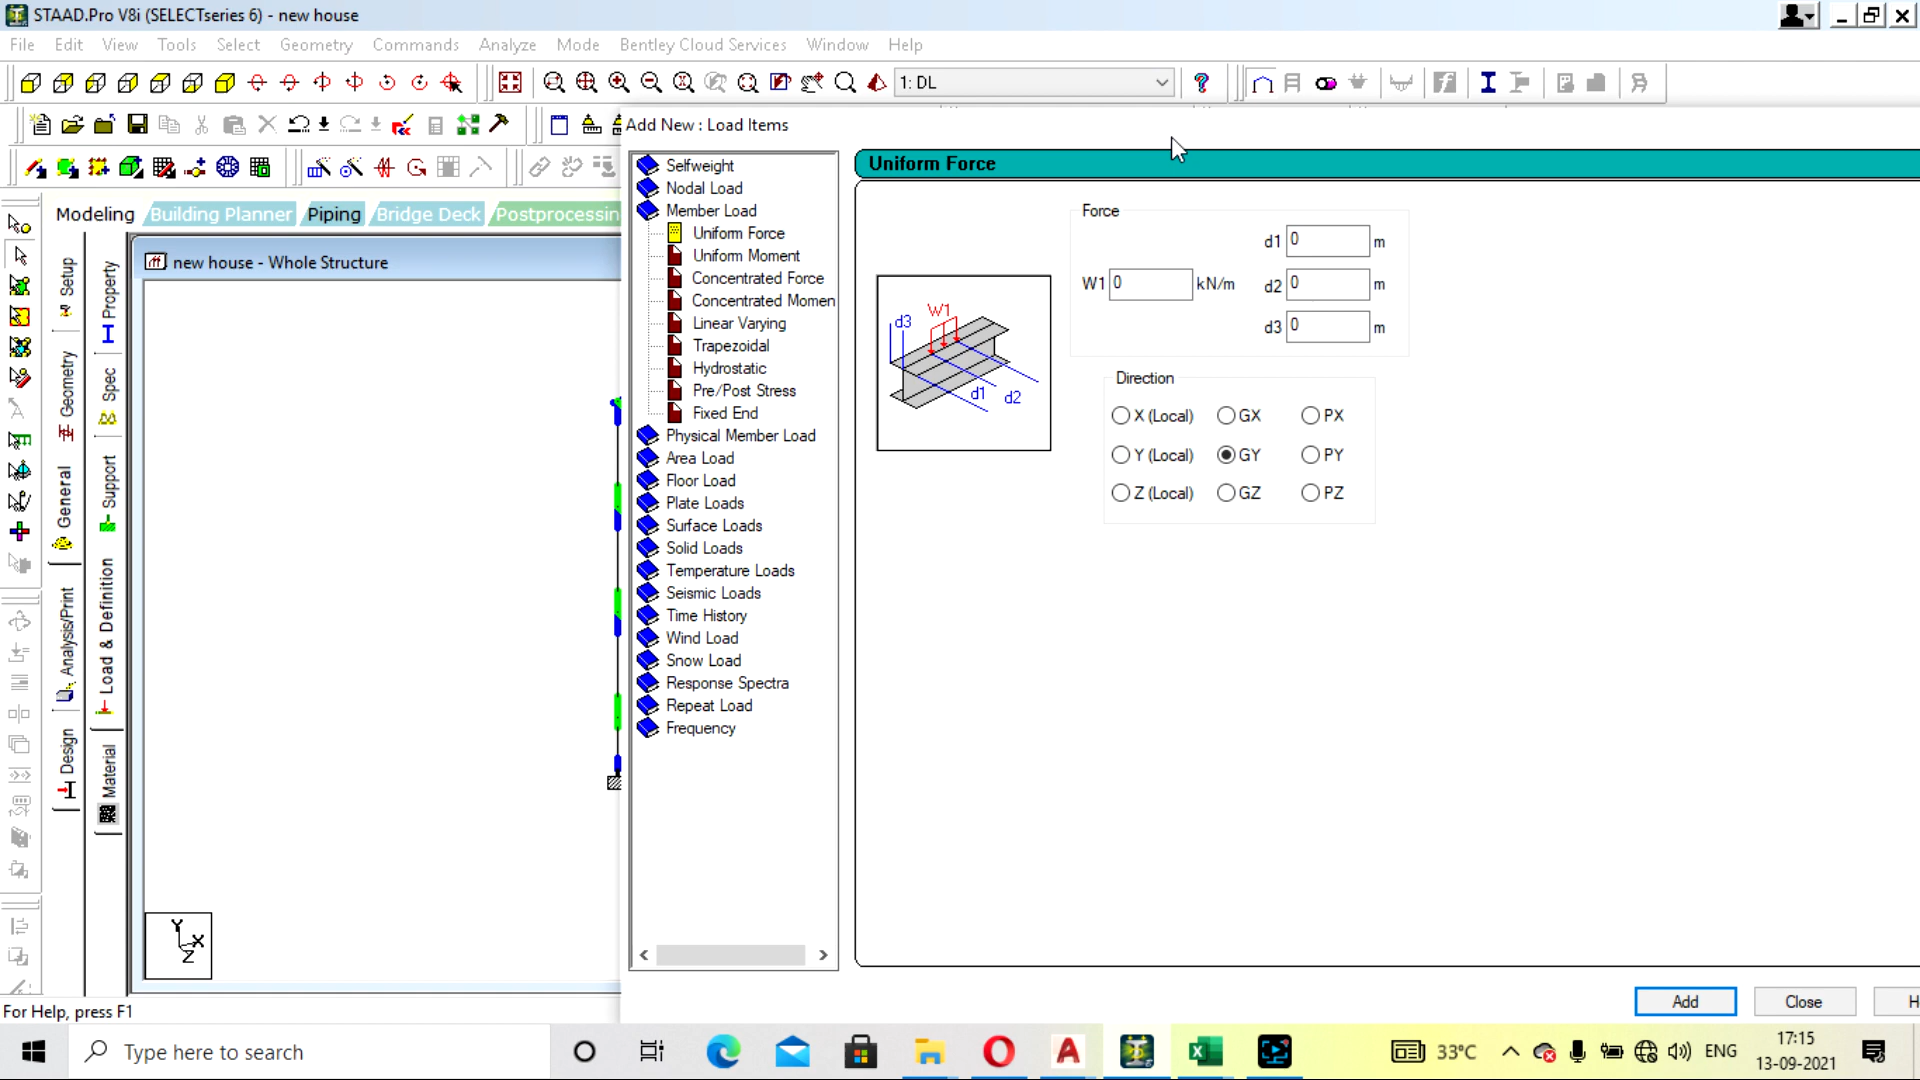 STAAD.Pro V8i (SELECTseries 6) - new house
File Edit View Tools Select Geometry Commands Analyze Mode Bentley Cloud Services Window Help
1: DL
Add New : Load Items
Modeling Building Planner Piping Bridge Deck Postprocessin
new house - Whole Structure
Setup
Geometry
General
Analysis/Print
Design
Property
Spec
Support
Load & Definition
Material
Selfweight
Nodal Load
Member Load
Uniform Force
Uniform Moment
Concentrated Force
Concentrated Momen
Linear Varying
Trapezoidal
Hydrostatic
Pre/Post Stress
Fixed End
Physical Member Load
Area Load
Floor Load
Plate Loads
Surface Loads
Solid Loads
Temperature Loads
Seismic Loads
Time History
Wind Load
Snow Load
Response Spectra
Repeat Load
Frequency
Uniform Force
W1
d3
d1
d2
Force
d1 0 m
W1 0 kN/m d2 0 m
d3 0 m
Direction
X (Local) GX PX
Y (Local) GY PY
Z (Local) GZ PZ
Y
X
Z
Add Close H
For Help, press F1
Type here to search
33°C
ENG
17:15
13-09-2021